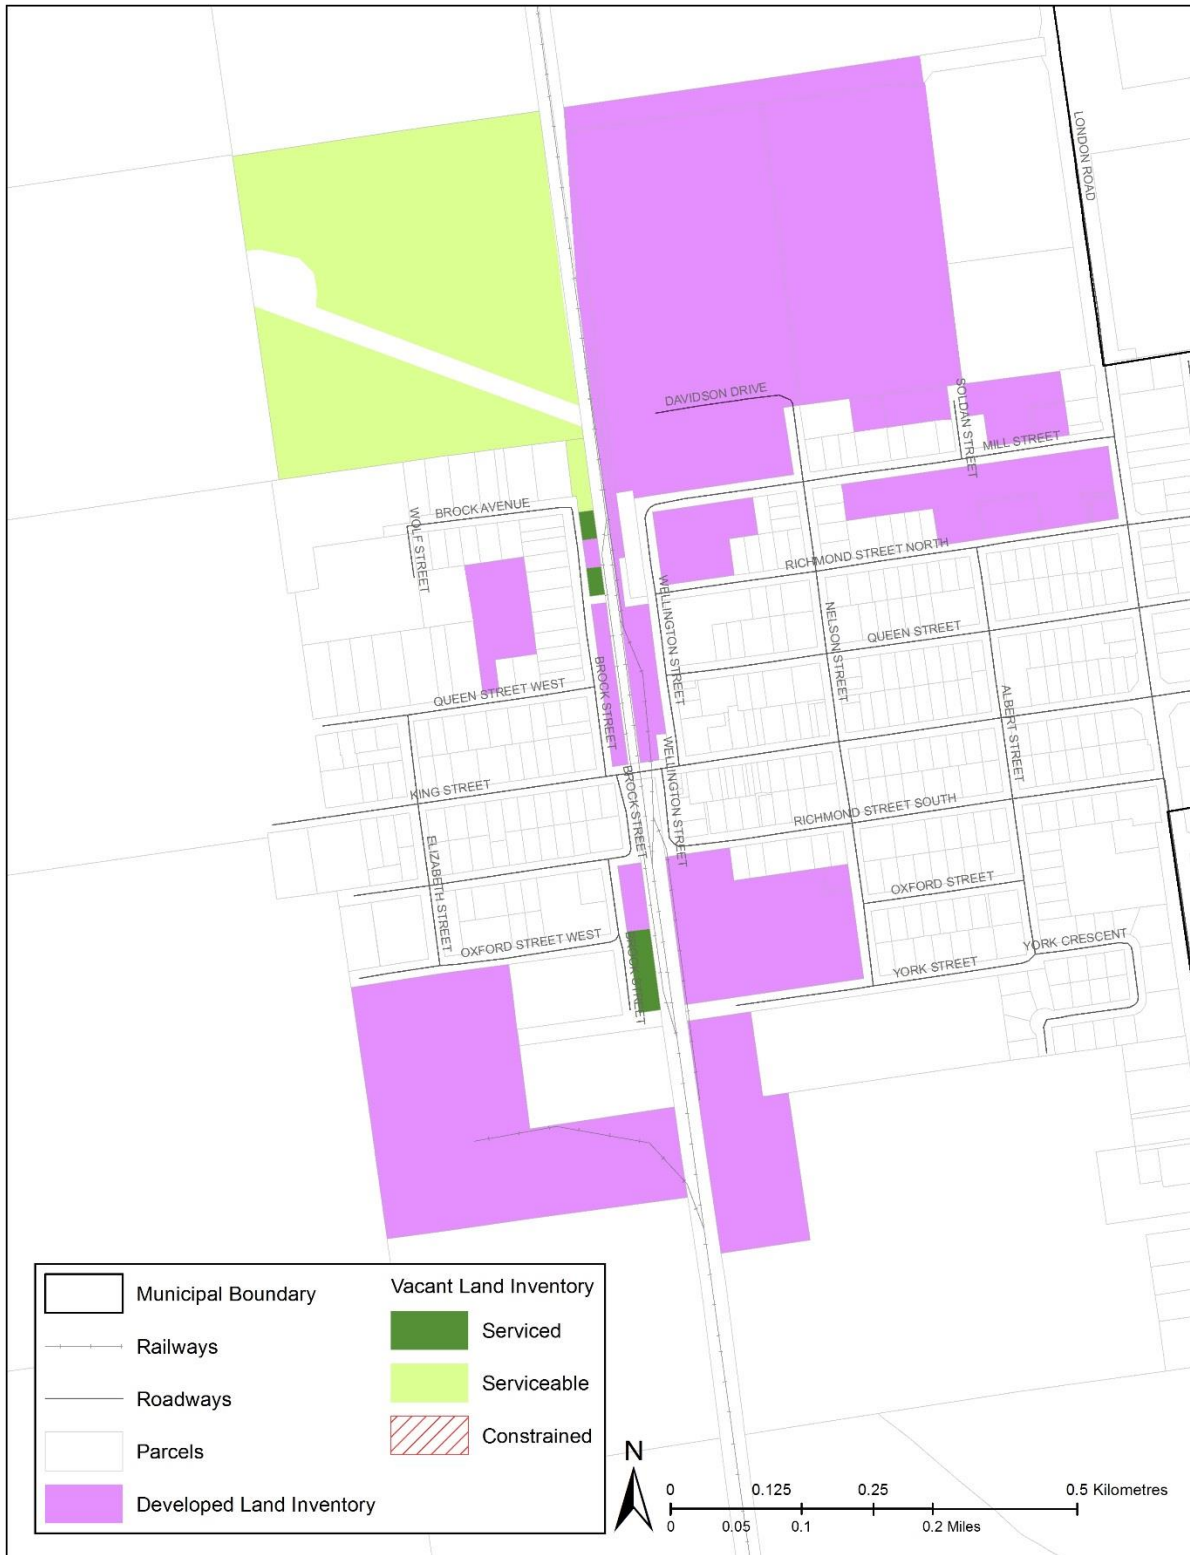 LONDON ROAD
DAVIDSON DRIVE
SOLDAN STREET
MILL STREET
BROCK AVENUE
WOLF STREET
RICHMOND STREET NORTH
WELLINGTON STREET
NELSON STREET
QUEEN STREET
BROCK STREET
QUEEN STREET WEST
ALBERT STREET
WELLINGTON STREET
BROCK STREET
KING STREET
RICHMOND STREET SOUTH
ELIZABETH STREET
OXFORD STREET
OXFORD STREET WEST
BROCK STREET
YORK CRESCENT
YORK STREET
Municipal Boundary
Railways
Roadways
Parcels
Developed Land Inventory
Vacant Land Inventory
Serviced
Serviceable
Constrained
N
0 0.125 0.25 0.5 Kilometres
0 0.05 0.1 0.2 Miles